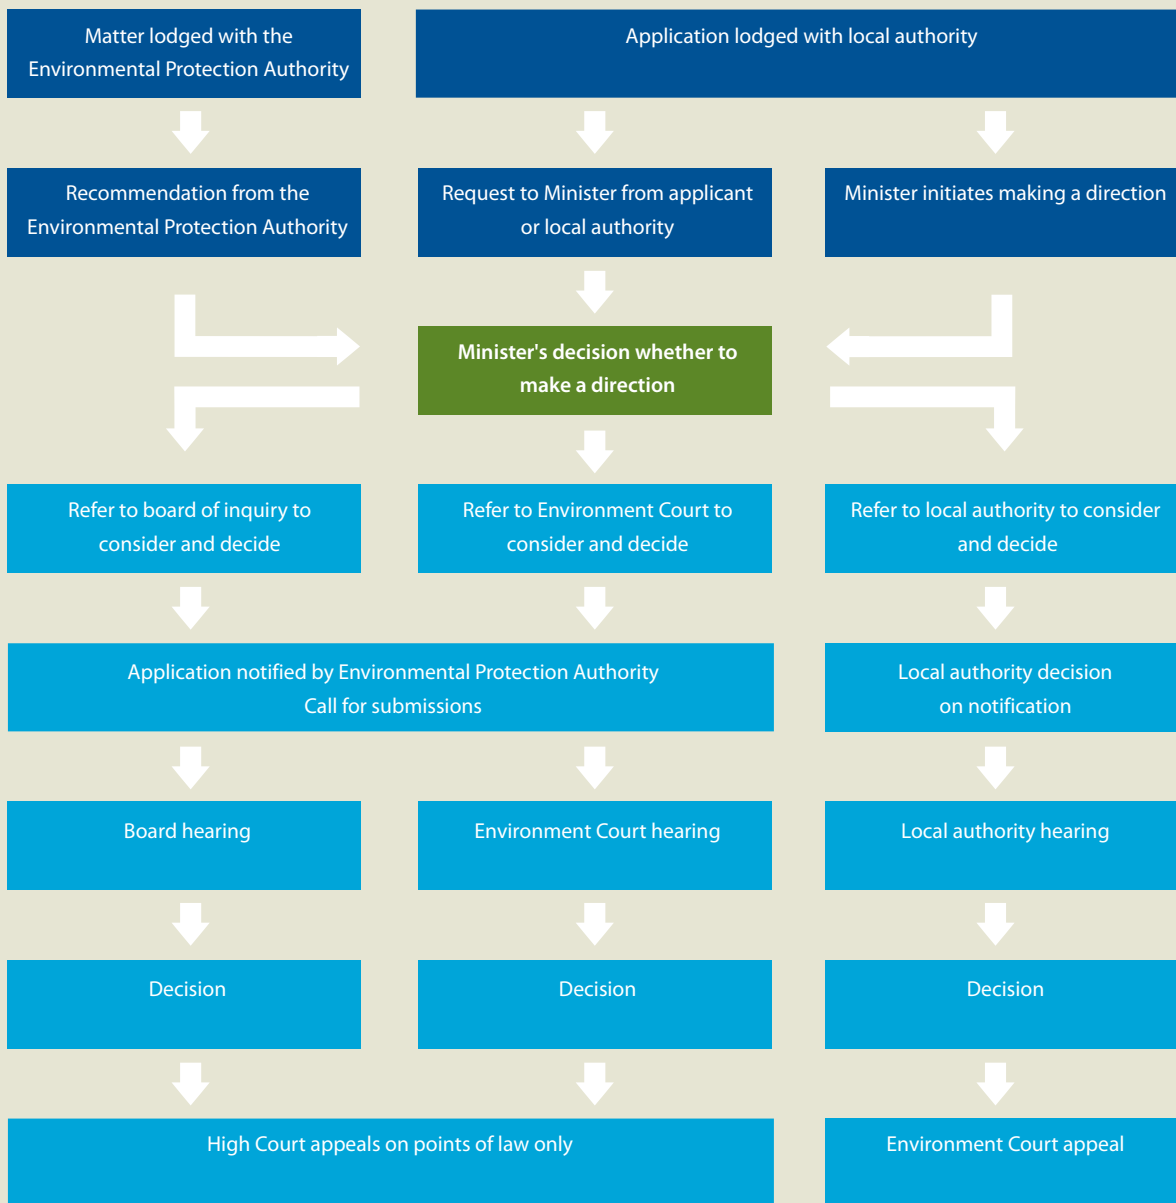 Matter lodged with the
Environmental Protection Authority
Application lodged with local authority
Recommendation from the
Environmental Protection Authority
Request to Minister from applicant
or local authority
Minister initiates making a direction
Minister's decision whether to
make a direction
Refer to board of inquiry to
consider and decide
Refer to Environment Court to
consider and decide
Refer to local authority to consider
and decide
Application notified by Environmental Protection Authority
Call for submissions
Local authority decision
on notification
Board hearing
Environment Court hearing
Local authority hearing
Decision
Decision
Decision
High Court appeals on points of law only
Environment Court appeal